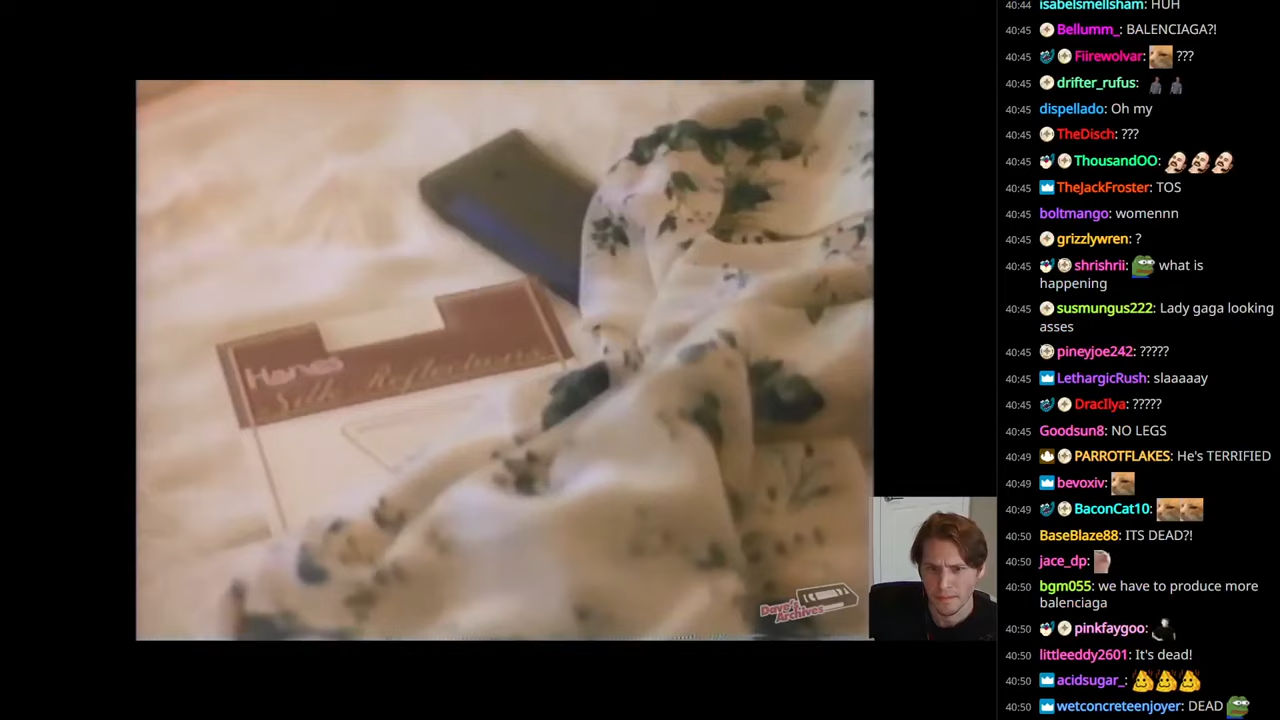 Hanes
Silk Reflections
Dave's
Archives
40:44 isabelsmellsham: HUH
40:45 Bellumm_: BALENCIAGA?!
40:45 Fiirewolvar: ???
40:45 drifter_rufus:
40:45 dispellado: Oh my
40:45 TheDisch: ???
40:45 ThousandOO:
40:45 TheJackFroster: TOS
40:45 boltmango: womennn
40:45 grizzlywren: ?
40:45 shrishrii: what is
happening
40:45 susmungus222: Lady gaga looking
asses
40:45 pineyjoe242: ?????
40:45 LethargicRush: slaaaaay
40:45 DracIlya: ?????
40:45 Goodsun8: NO LEGS
40:49 PARROTFLAKES: He's TERRIFIED
40:49 bevoxiv:
40:49 BaconCat10:
40:50 BaseBlaze88: ITS DEAD?!
40:50 jace_dp:
40:50 bgm055: we have to produce more
balenciaga
40:50 pinkfaygoo:
40:50 littleeddy2601: It's dead!
40:50 acidsugar_:
40:50 wetconcreteenjoyer: DEAD